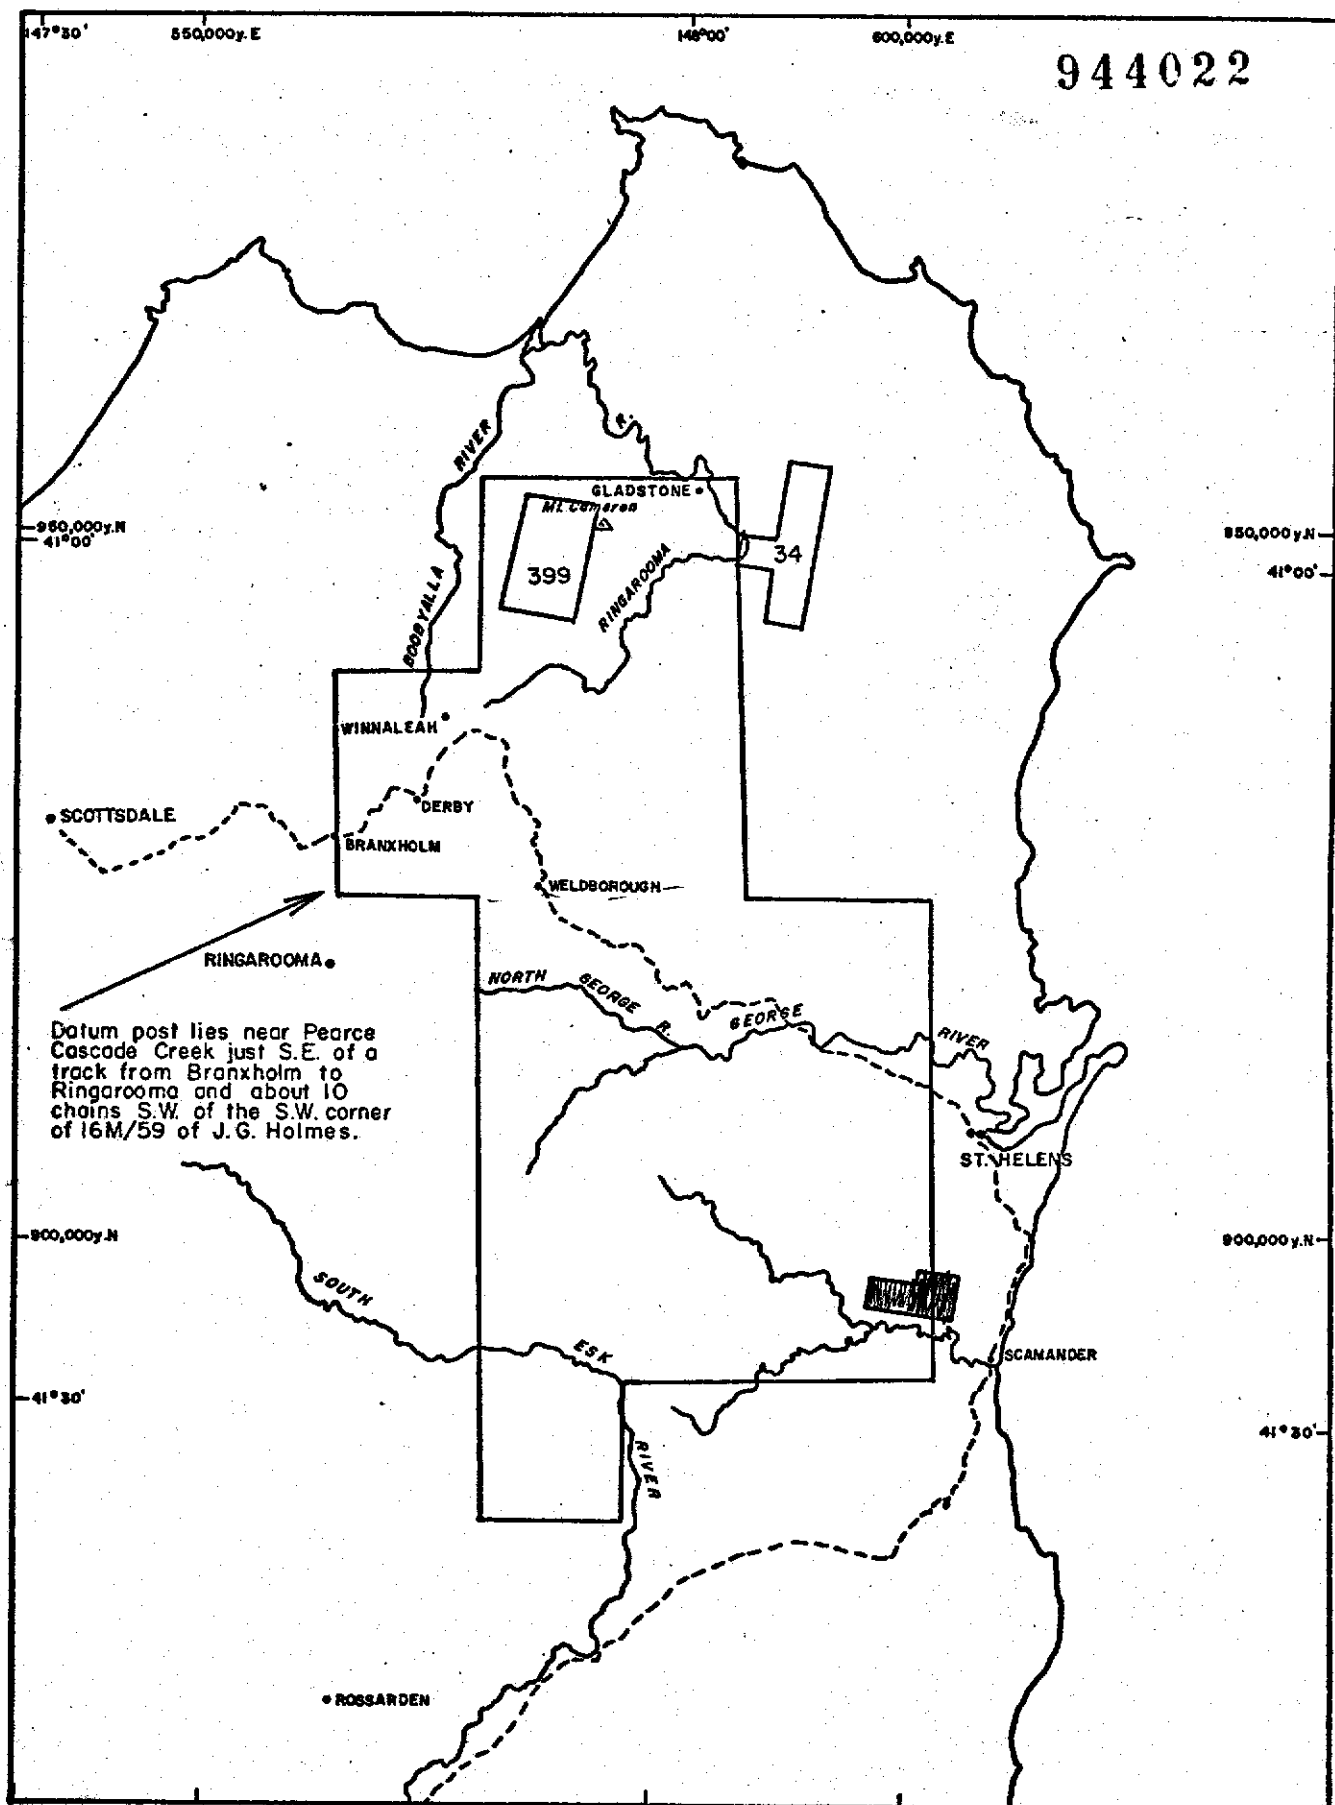 147°30'
550,000y.E
148°00'
600,000y.E
944022
RIVER
R.
GLADSTONE
Mt. Cameron
950,000y.N
41°00'
950,000y.N
41°00'
34
399
RINGAROOMA
BOOBYALLA
WINNALEAH
DERBY
SCOTTSDALE
BRANXHOLM
WELDBOROUGH
RINGAROOMA
NORTH
GEORGE
R.
GEORGE
RIVER
Datum post lies near Pearce
Cascade Creek just S.E. of a
track from Branxholm to
Ringarooma and about 10
chains S.W. of the S.W. corner
of 16M/59 of J.G. Holmes.
ST. HELENS
900,000y.N
900,000y.N
SOUTH
ESK
SCAMANDER
41°30'
41°30'
RIVER
ROSSARDEN